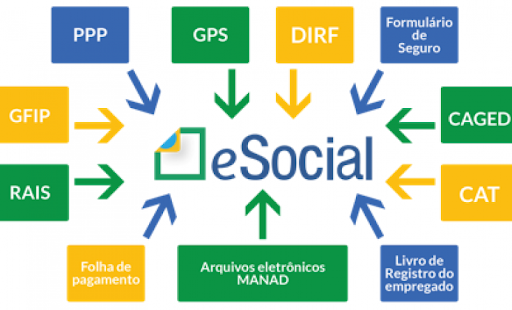 PPP
GPS
DIRF
Formulário
de
Seguro
GFIP
CAGED
eSocial
RAIS
CAT
Folha de
pagamento
Arquivos eletrônicos
MANAD
Livro de
Registro do
empregado